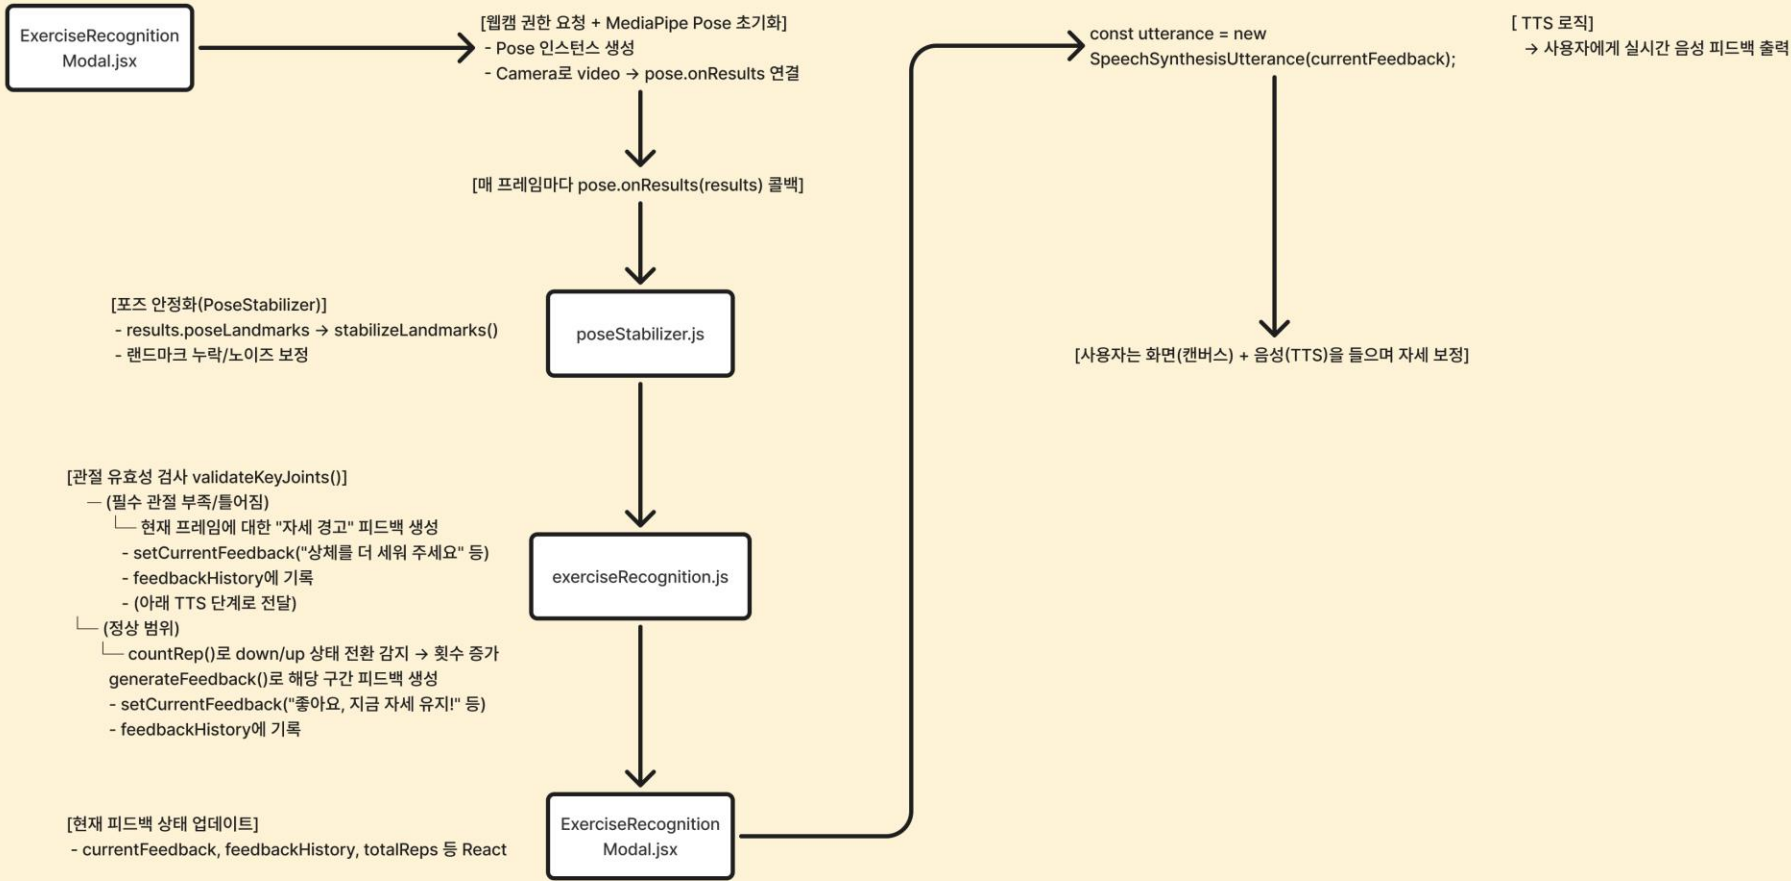 ExerciseRecognition
Modal.jsx
[웹캠 권한 요청 + MediaPipe Pose 초기화]
- Pose 인스턴스 생성
- Camera로 video → pose.onResults 연결
[매 프레임마다 pose.onResults(results) 콜백]
[포즈 안정화(PoseStabilizer)]
- results.poseLandmarks → stabilizeLandmarks()
- 랜드마크 누락/노이즈 보정
poseStabilizer.js
[관절 유효성 검사 validateKeyJoints()]
─ (필수 관절 부족/틀어짐)
└─ 현재 프레임에 대한 "자세 경고" 피드백 생성
- setCurrentFeedback("상체를 더 세워 주세요" 등)
- feedbackHistory에 기록
- (아래 TTS 단계로 전달)
└─ (정상 범위)
└─ countRep()로 down/up 상태 전환 감지 → 횟수 증가
generateFeedback()로 해당 구간 피드백 생성
- setCurrentFeedback("좋아요, 지금 자세 유지!" 등)
- feedbackHistory에 기록
exerciseRecognition.js
[현재 피드백 상태 업데이트]
- currentFeedback, feedbackHistory, totalReps 등 React
ExerciseRecognition
Modal.jsx
const utterance = new
SpeechSynthesisUtterance(currentFeedback);
[ TTS 로직]
→ 사용자에게 실시간 음성 피드백 출력
[사용자는 화면(캔버스) + 음성(TTS)을 들으며 자세 보정]